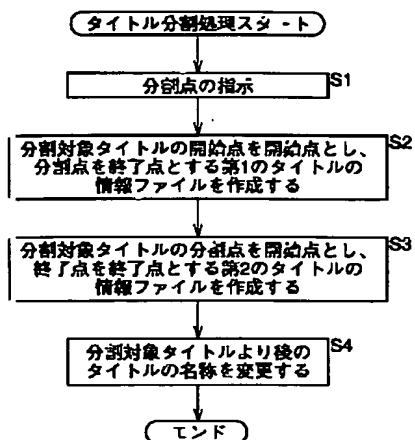 タイトル分割処理スタート
分割点の指示
S1
分割対象タイトルの開始点を開始点とし、
分割点を終了点とする第1のタイトルの
情報ファイルを作成する
S2
分割対象タイトルの分割点を開始点とし、
終了点を終了点とする第2のタイトルの
情報ファイルを作成する
S3
分割対象タイトルより後の
タイトルの名称を変更する
S4
エンド